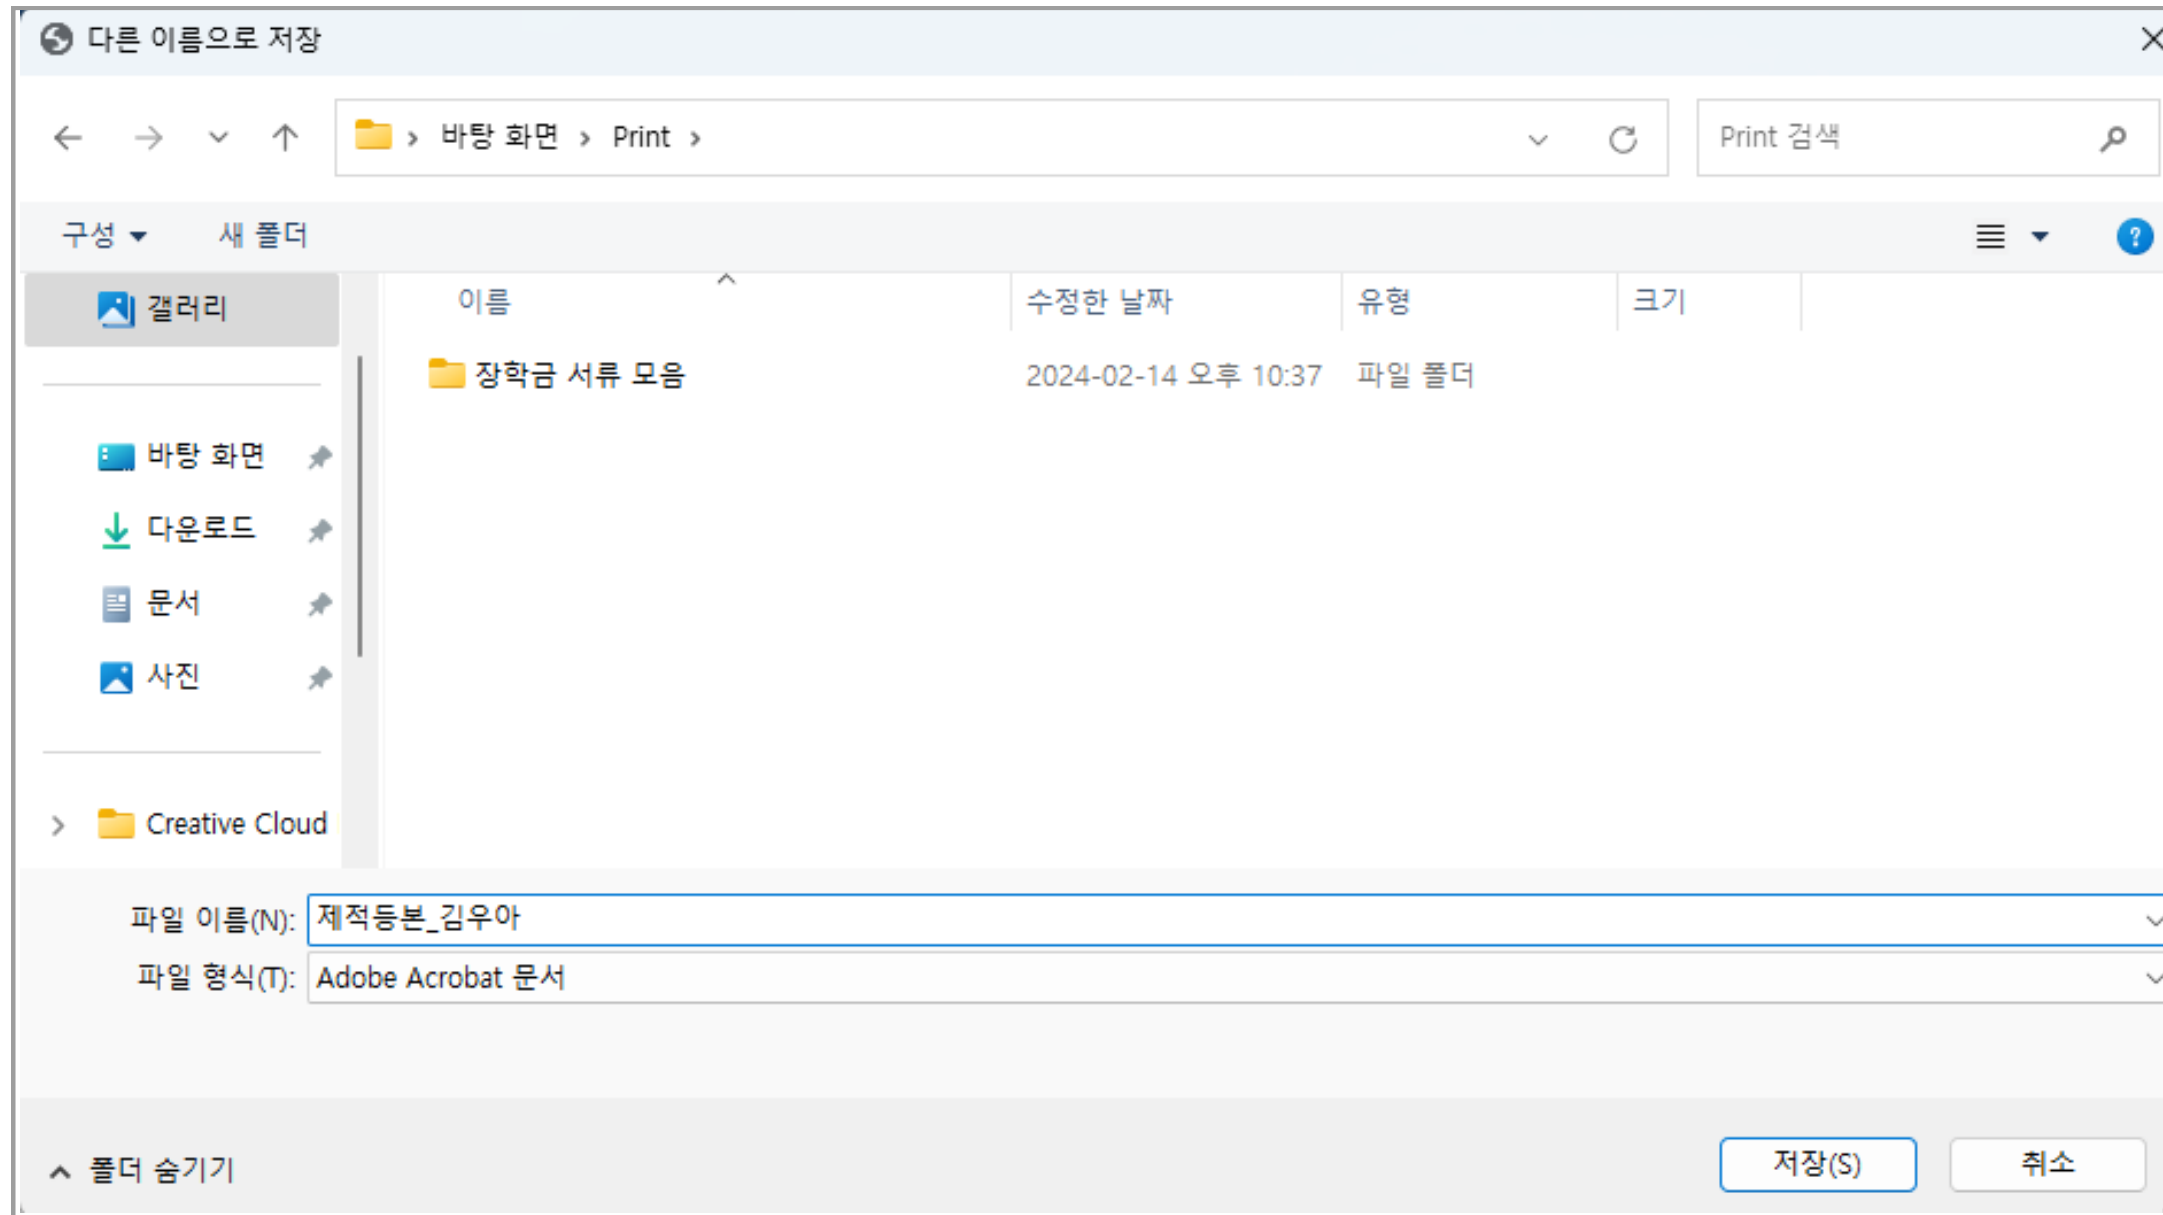 다른 이름으로 저장
바탕 화면 Print
Print 검색
구성 새 폴더
갤러리
이름 수정한 날짜 유형 크기
장학금 서류 모음 2024-02-14 오후 10:37 파일 폴더
바탕 화면
다운로드
문서
사진
Creative Cloud
파일 이름(N): 제적등본_김우아
파일 형식(T): Adobe Acrobat 문서
폴더 숨기기
저장(S) 취소